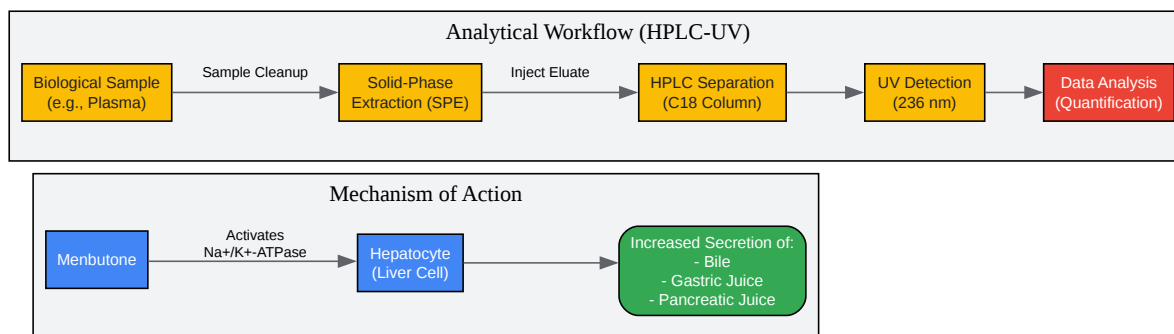 Analytical Workflow (HPLC-UV)
Biological Sample
(e.g., Plasma)
Sample Cleanup
Solid-Phase
Extraction (SPE)
Inject Eluate
HPLC Separation
(C18 Column)
UV Detection
(236 nm)
Data Analysis
(Quantification)
Mechanism of Action
Menbutone
Activates
Na+/K+-ATPase
Hepatocyte
(Liver Cell)
Increased Secretion of:
- Bile
- Gastric Juice
- Pancreatic Juice